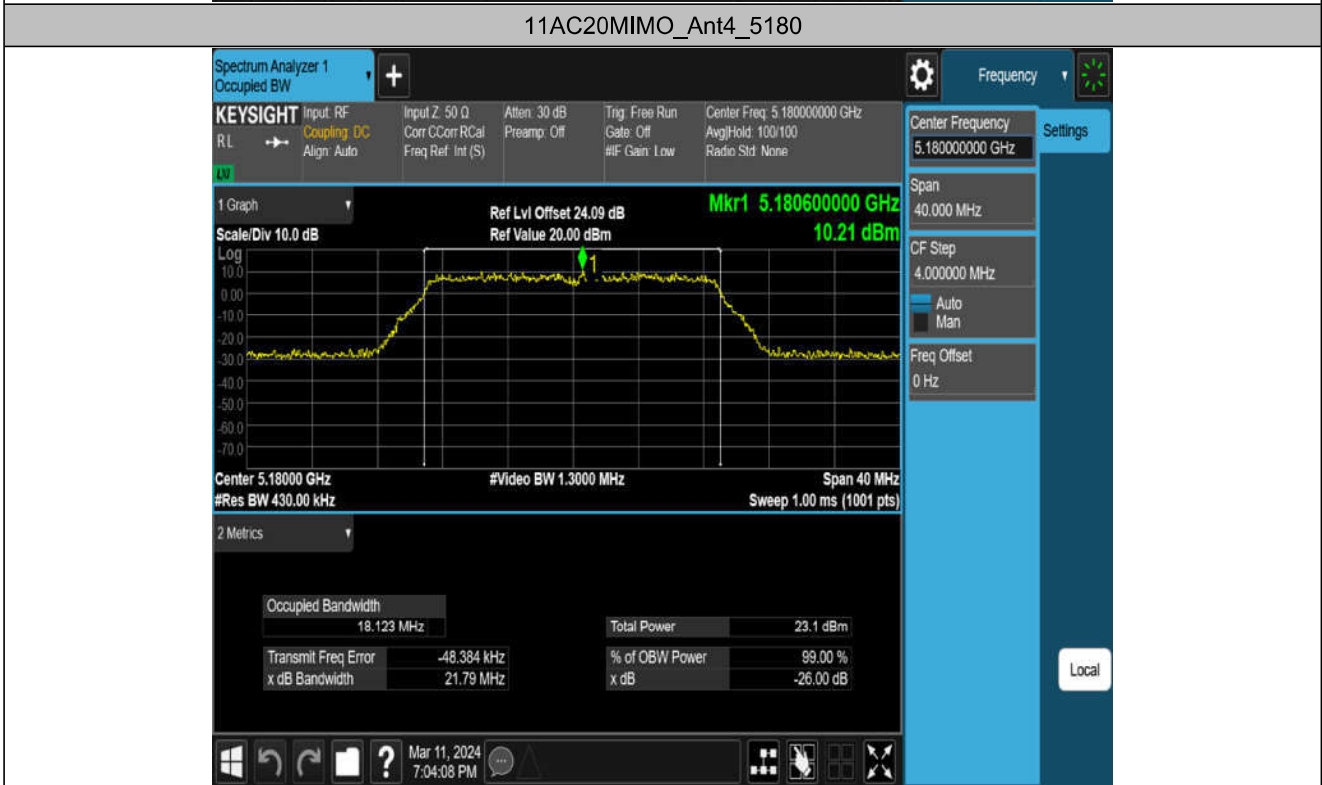 11AC20MIMO_Ant4_5180
Spectrum Analyzer 1
Occupied BW
+
Frequency
KEYSIGHT
R L
LXI
Input: RF
Coupling: DC
Align: Auto
Input Z: 50 Ω
Corr CCorr RCal
Freq Ref: Int (S)
Atten: 30 dB
Preamp: Off
Trig: Free Run
Gate: Off
#IF Gain: Low
Center Freq: 5.180000000 GHz
Avg|Hold: 100/100
Radio Std: None
Center Frequency
5.180000000 GHz
Settings
Span
40.000 MHz
CF Step
4.000000 MHz
Auto
Man
Freq Offset
0 Hz
Local
1 Graph
Scale/Div 10.0 dB
Ref Lvl Offset 24.09 dB
Ref Value 20.00 dBm
Mkr1 5.180600000 GHz
10.21 dBm
Log
10.0
0.00
-10.0
-20.0
-30.0
-40.0
-50.0
-60.0
-70.0
1
Center 5.18000 GHz
#Res BW 430.00 kHz
#Video BW 1.3000 MHz
Span 40 MHz
Sweep 1.00 ms (1001 pts)
2 Metrics
Occupied Bandwidth
18.123 MHz
Total Power 23.1 dBm
Transmit Freq Error -48.384 kHz
% of OBW Power 99.00 %
x dB Bandwidth 21.79 MHz
x dB -26.00 dB
?
Mar 11, 2024
7:04:08 PM